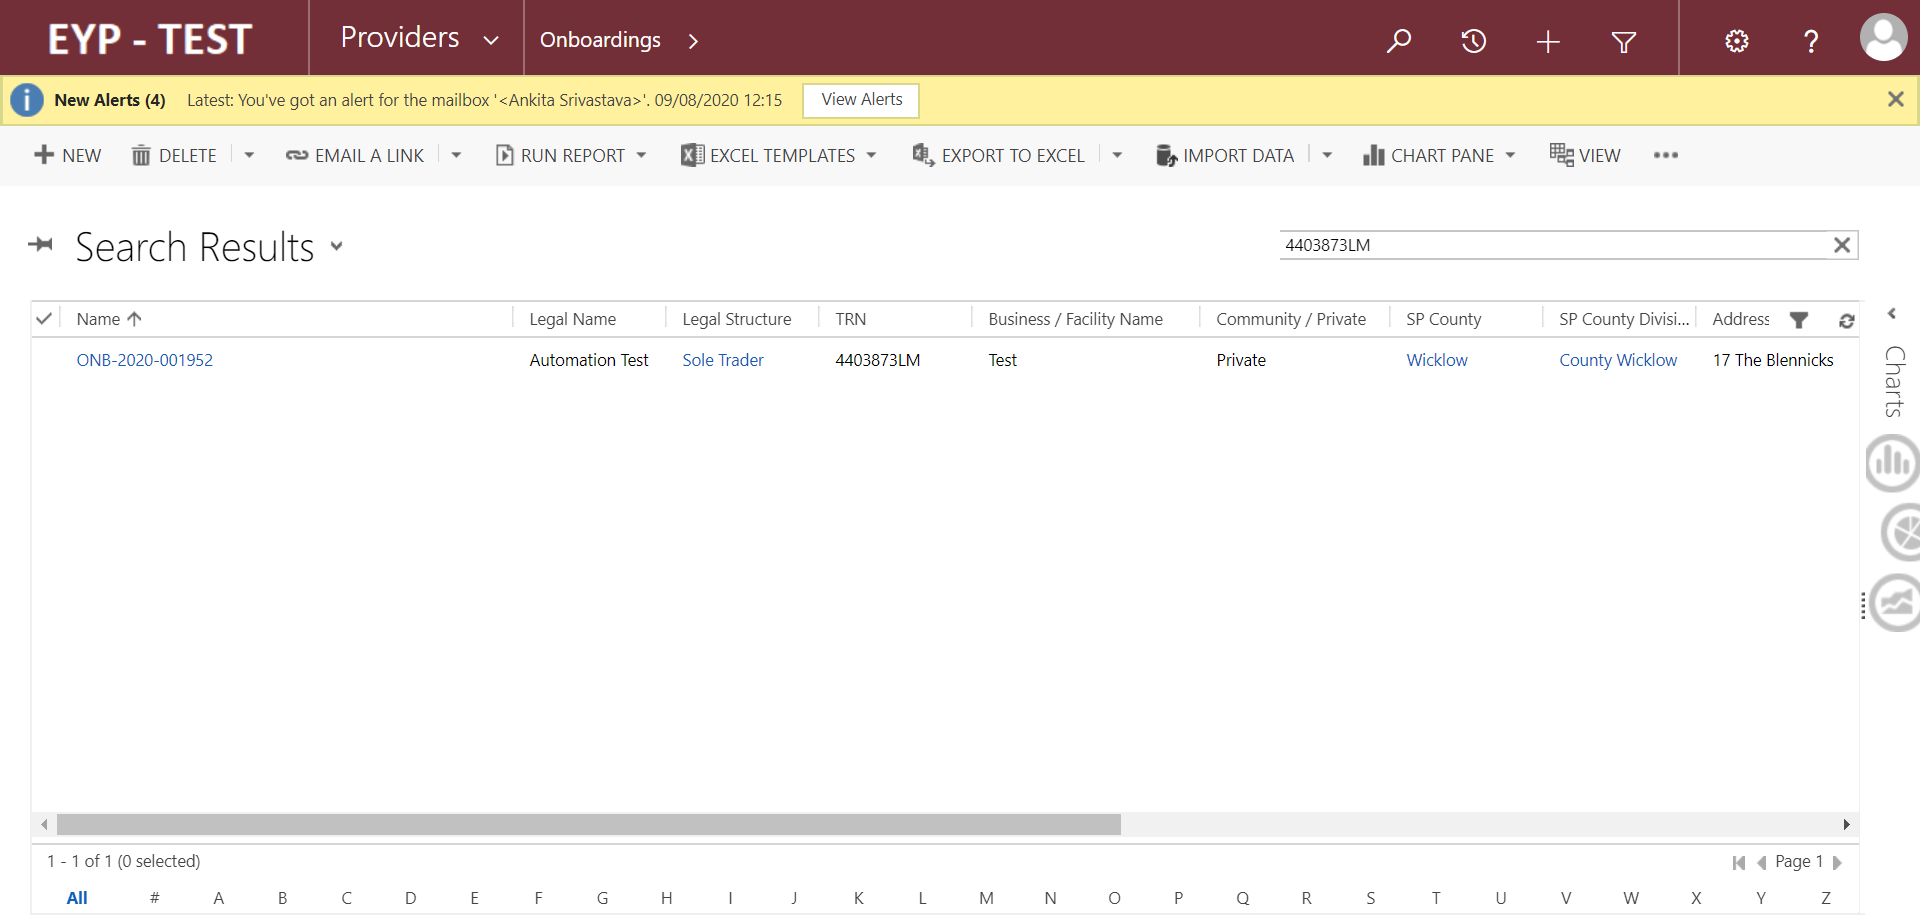 EYP - TEST Providers Onboardings
New Alerts (4) Latest: You've got an alert for the mailbox '<Ankita Srivastava>'. 09/08/2020 12:15 View Alerts
NEW DELETE EMAIL A LINK RUN REPORT EXCEL TEMPLATES EXPORT TO EXCEL IMPORT DATA CHART PANE VIEW
Search Results 4403873LM
Name Legal Name Legal Structure TRN Business / Facility Name Community / Private SP County SP County Divisi... Address
ONB-2020-001952 Automation Test Sole Trader 4403873LM Test Private Wicklow County Wicklow 17 The Blennicks
Charts
1 - 1 of 1 (0 selected) Page 1
All # A B C D E F G H I J K L M N O P Q R S T U V W X Y Z